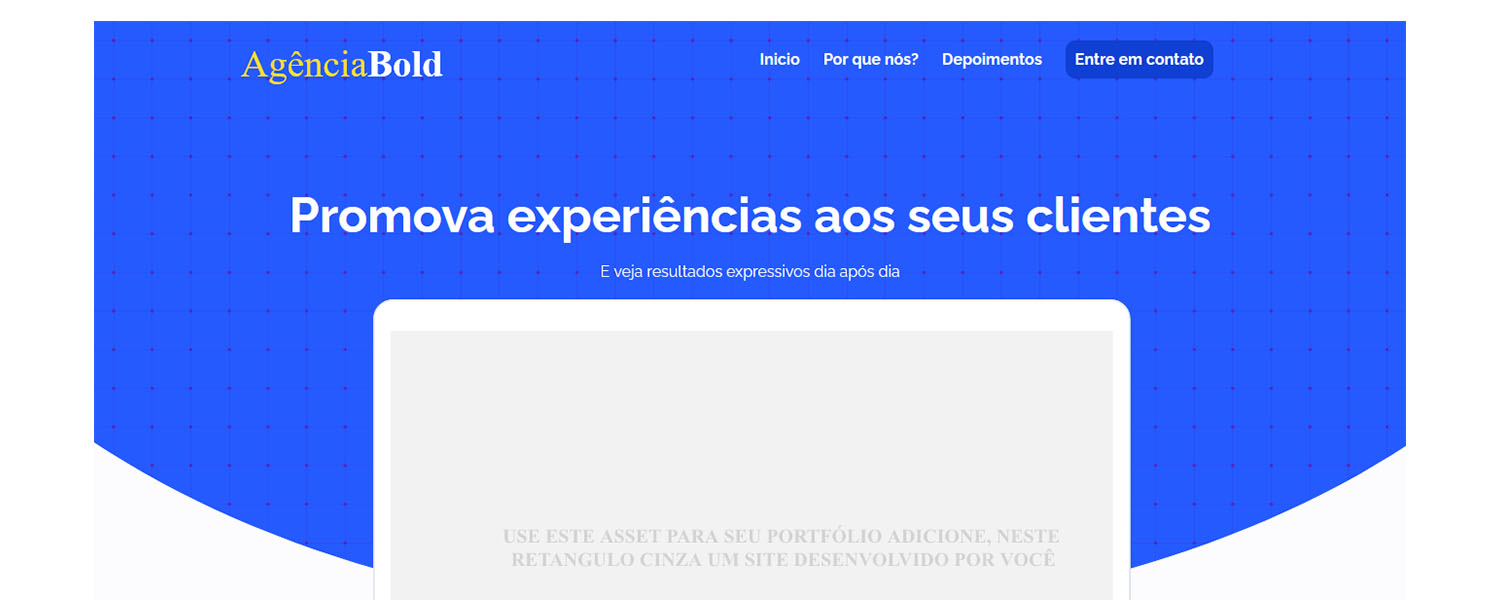 AgênciaBold
Inicio Por que nós? Depoimentos Entre em contato
Promova experiências aos seus clientes
E veja resultados expressivos dia após dia
USE ESTE ASSET PARA SEU PORTFÓLIO ADICIONE, NESTE
RETANGULO CINZA UM SITE DESENVOLVIDO POR VOCÊ